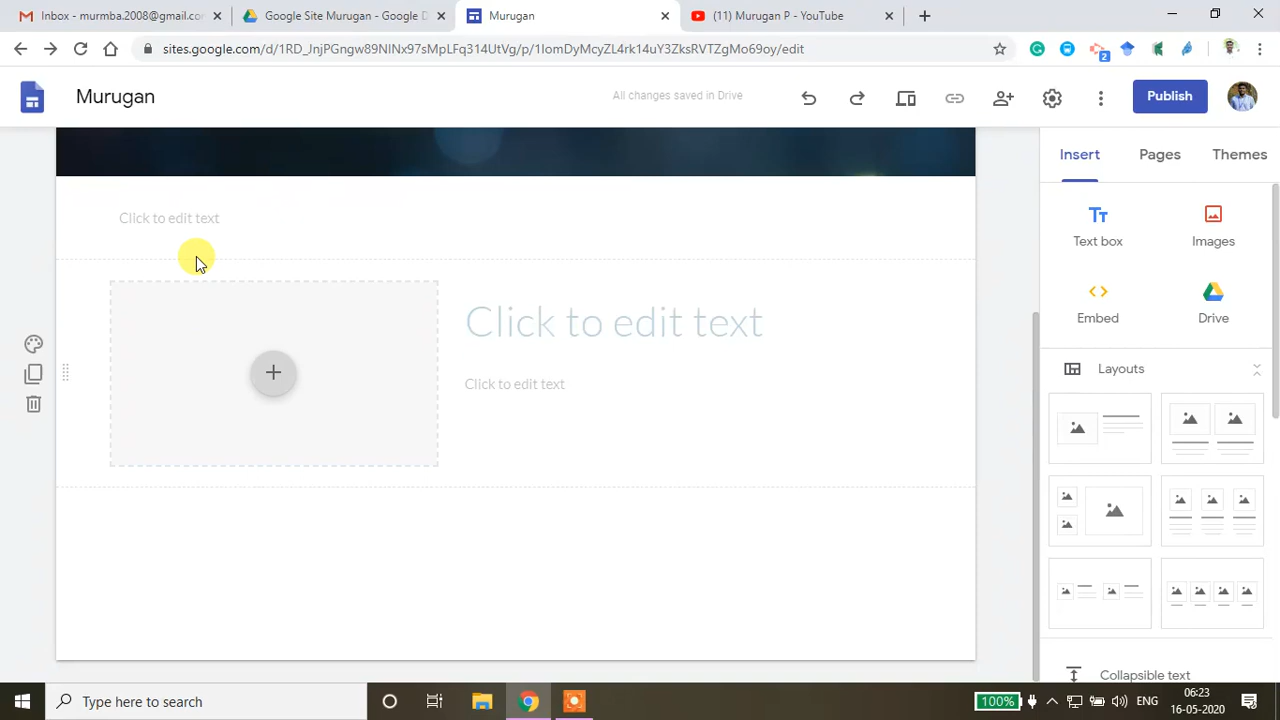 Inbox - murmba.2008@gmail.co
Google Site Murugan - Google D
Murugan
(11) Murugan P - YouTube
sites.google.com/d/1RD_JnjPGngw89NINx97sMpLFq314UtVg/p/1IomDyMcyZL4rk14uY3ZksRVTZgMo69oy/edit
2
Murugan
All changes saved in Drive
Publish
Insert
Pages
Themes
Click to edit text
Text box
Images
Embed
Drive
Click to edit text
Click to edit text
Layouts
Collapsible text
Type here to search
100%
ENG
06:23
16-05-2020